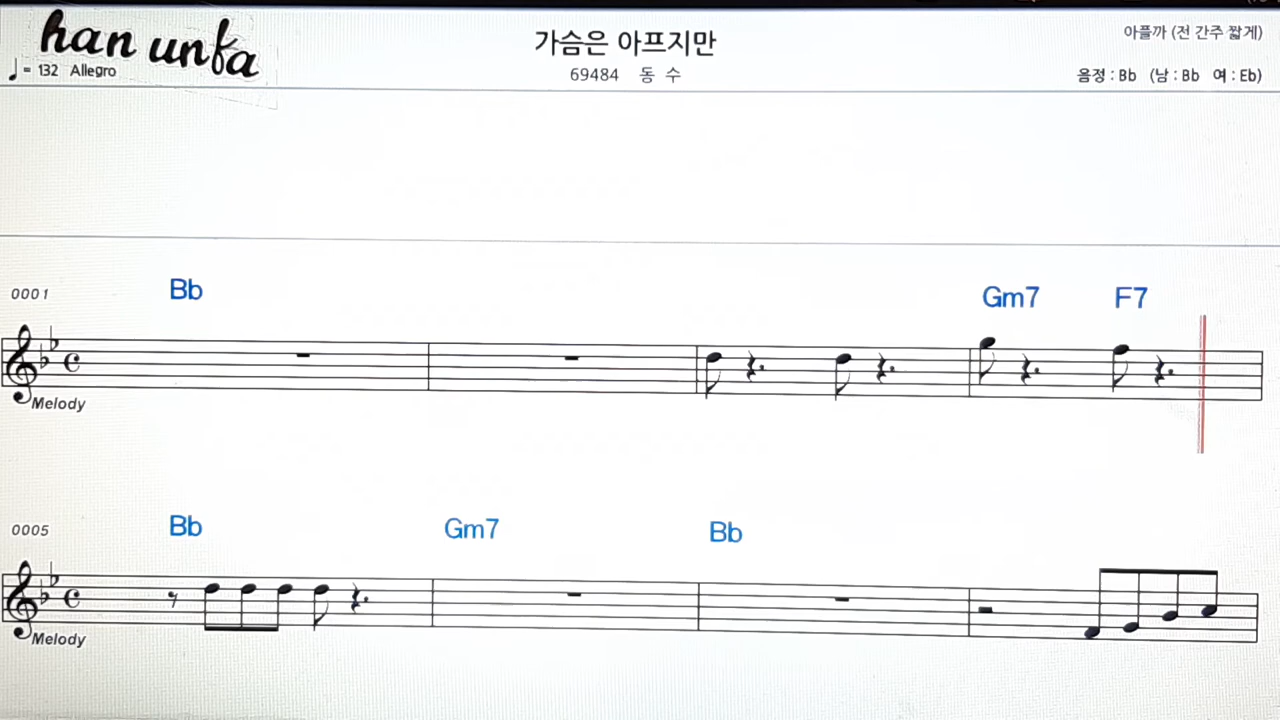 han unfa
가슴은 아프지만
아플까 (전 간주 짧게)
♩ = 132 Allegro
69484 동 수
음정 : Bb (남 : Bb 여 : Eb)
0001 Bb Gm7 F7
Melody
0005 Bb Gm7 Bb
Melody